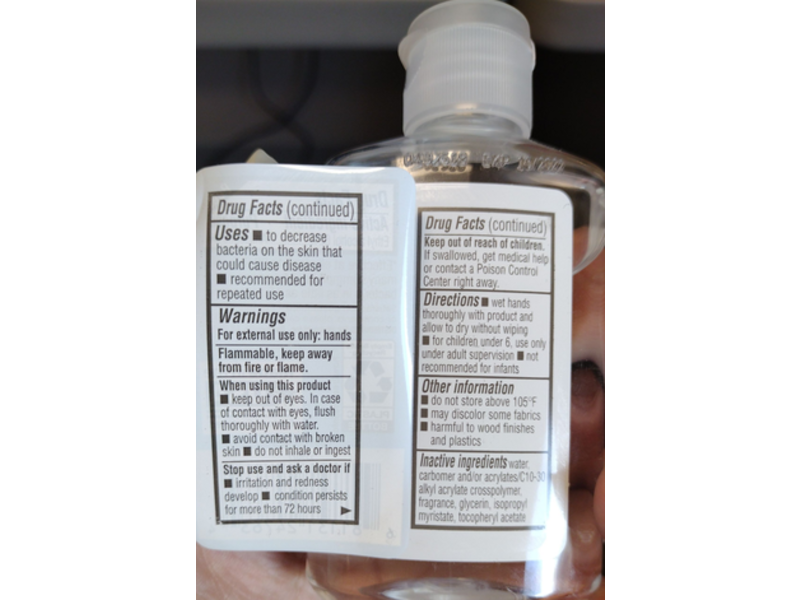 Drug Facts (continued)
Uses ■ to decrease
bacteria on the skin that
could cause disease
■ recommended for
repeated use
Warnings
For external use only: hands
Flammable, keep away
from fire or flame.
When using this product
■ keep out of eyes. In case
of contact with eyes, flush
thoroughly with water.
■ avoid contact with broken
skin ■ do not inhale or ingest
Stop use and ask a doctor if
■ irritation and redness
develop ■ condition persists
for more than 72 hours ▶
Drug Facts (continued)
Keep out of reach of children.
If swallowed, get medical help
or contact a Poison Control
Center right away.
Directions ■ wet hands
thoroughly with product and
allow to dry without wiping
■ for children under 6, use only
under adult supervision ■ not
recommended for infants
Other information
■ do not store above 105°F
■ may discolor some fabrics
■ harmful to wood finishes
and plastics
Inactive ingredients water,
carbomer and/or acrylates/C10-30
alkyl acrylate crosspolymer,
fragrance, glycerin, isopropyl
myristate, tocopheryl acetate